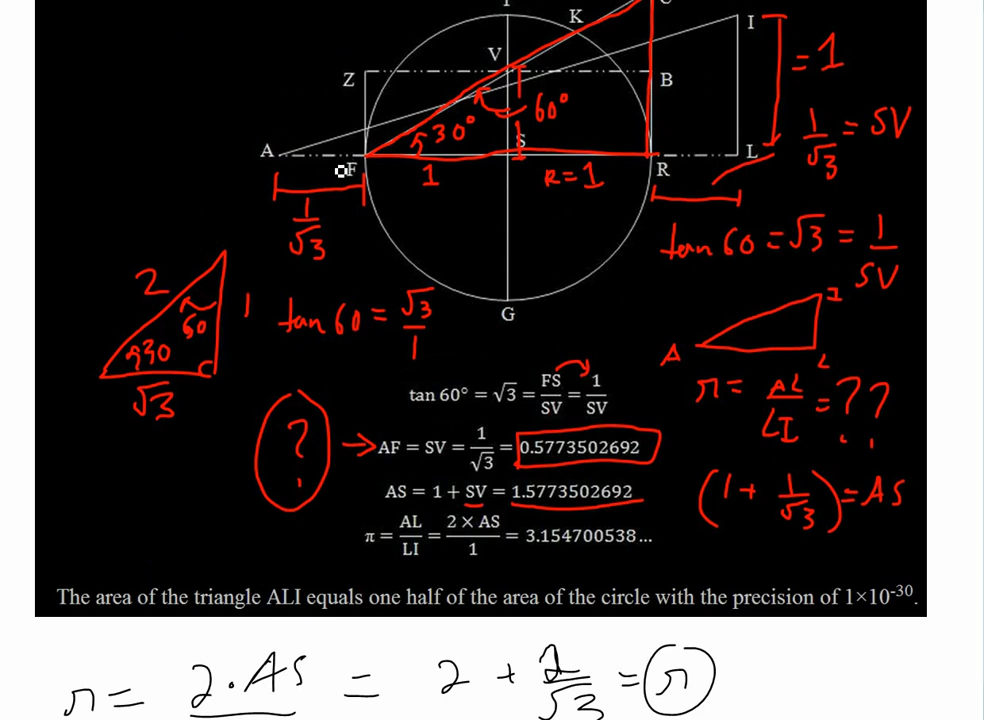 K
I
= 1
V
Z
B
60°
30°
S
1/√3 = SV
A
F
R
L
1
R = 1
1/√3
tan 60 = √3 = 1/SV
2
60
1
30
√3
tan 60 = √3/1
G
I
A
L
tan 60° = √3 = FS/SV = 1/SV
π = AL/LI = ??
?
AF = SV = 1/√3 = 0.5773502692
AS = 1 + SV = 1.5773502692
(1 + 1/√3) = AS
π = AL/LI = 2 × AS/1 = 3.154700538...
The area of the triangle ALI equals one half of the area of the circle with the precision of 1×10⁻³⁰.
π = 2·AS = 2 + 2/√3 = π